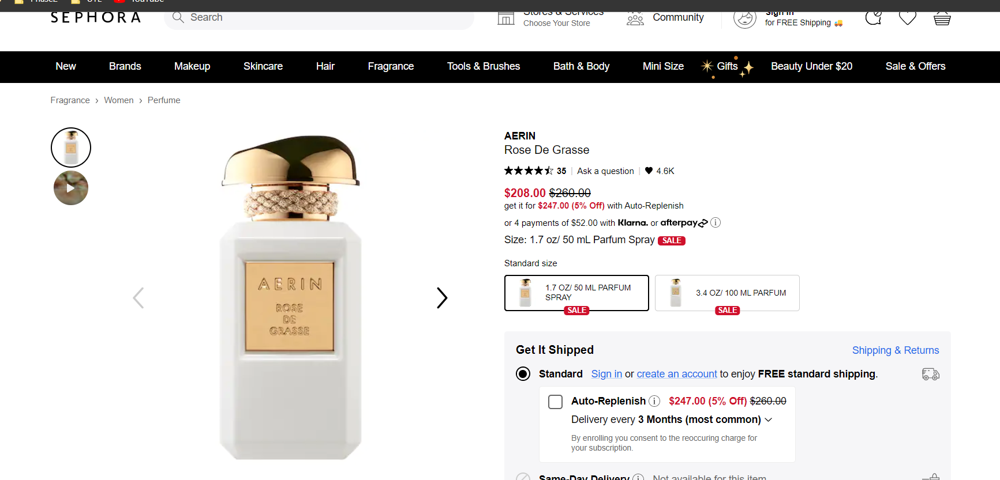 Phase2
YouTube
SEPHORA
Search
Stores & Services
Choose Your Store
Community
Sign In
for FREE Shipping
New
Brands
Makeup
Skincare
Hair
Fragrance
Tools & Brushes
Bath & Body
Mini Size
Gifts
Beauty Under $20
Sale & Offers
Fragrance › Women › Perfume
AERIN
ROSE
DE
GRASSE
AERIN
Rose De Grasse
35 | Ask a question | 4.6K
$208.00 $260.00
get it for $247.00 (5% Off) with Auto-Replenish
or 4 payments of $52.00 with Klarna. or afterpay
Size: 1.7 oz/ 50 mL Parfum Spray SALE
Standard size
1.7 OZ/ 50 ML PARFUM
SPRAY
SALE
3.4 OZ/ 100 ML PARFUM
SALE
Get It Shipped
Shipping & Returns
Standard Sign in or create an account to enjoy FREE standard shipping.
Auto-Replenish $247.00 (5% Off) $260.00
Delivery every 3 Months (most common)
By enrolling you consent to the reoccuring charge for
your subscription.
Same-Day Delivery Not available for this item